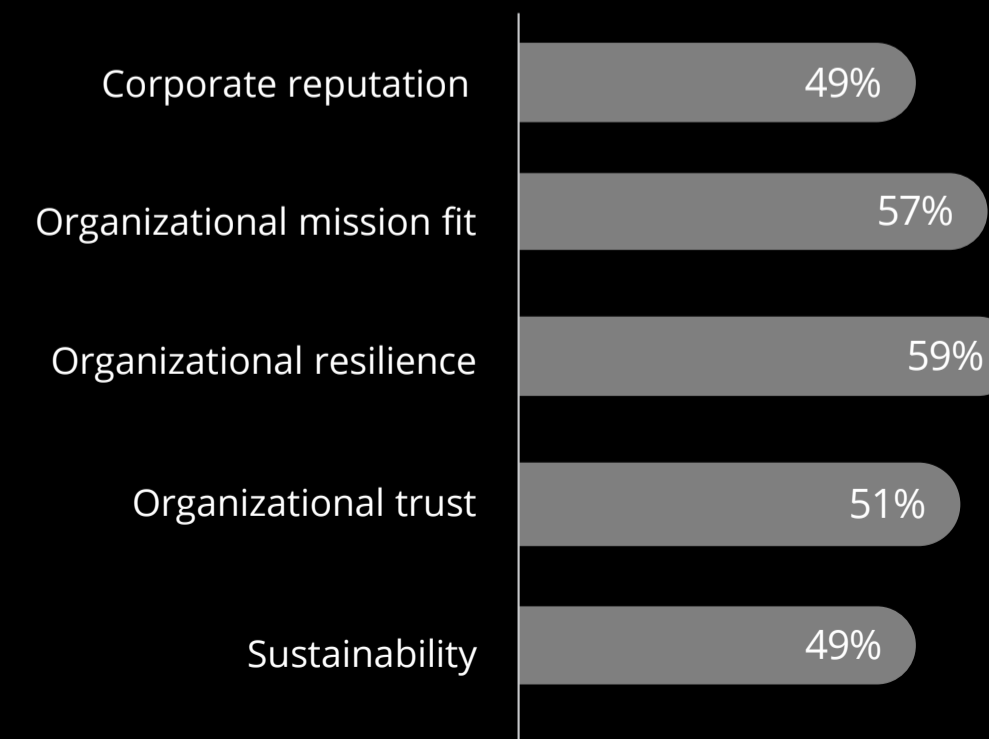 Corporate reputation 49%
Organizational mission fit 57%
Organizational resilience 59%
Organizational trust 51%
Sustainability 49%